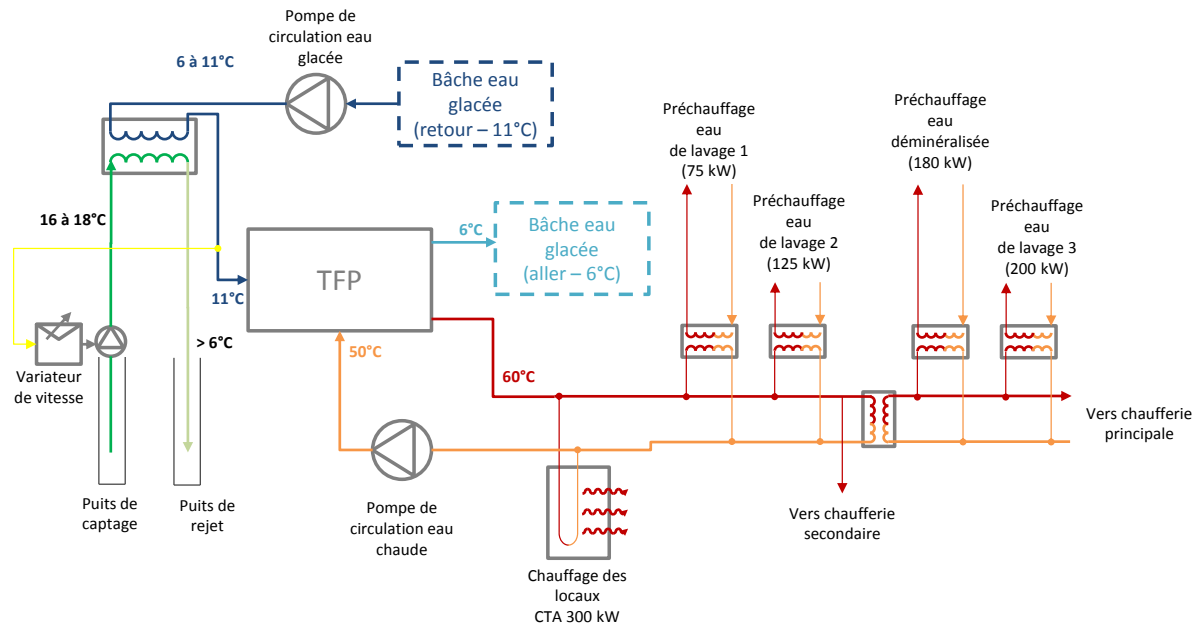 Pompe de
circulation eau
glacée
6 à 11°C
Bâche eau
glacée
(retour – 11°C)
Préchauffage
eau
de lavage 1
(75 kW)
Préchauffage
eau
déminéralisée
(180 kW)
Préchauffage
eau
de lavage 2
(125 kW)
Préchauffage
eau
de lavage 3
(200 kW)
16 à 18°C
TFP
6°C
Bâche eau
glacée
(aller – 6°C)
11°C
> 6°C
50°C
60°C
Variateur
de vitesse
Vers chaufferie
principale
Puits de
captage
Puits de
rejet
Pompe de
circulation eau
chaude
Vers chaufferie
secondaire
Chauffage des
locaux
CTA 300 kW